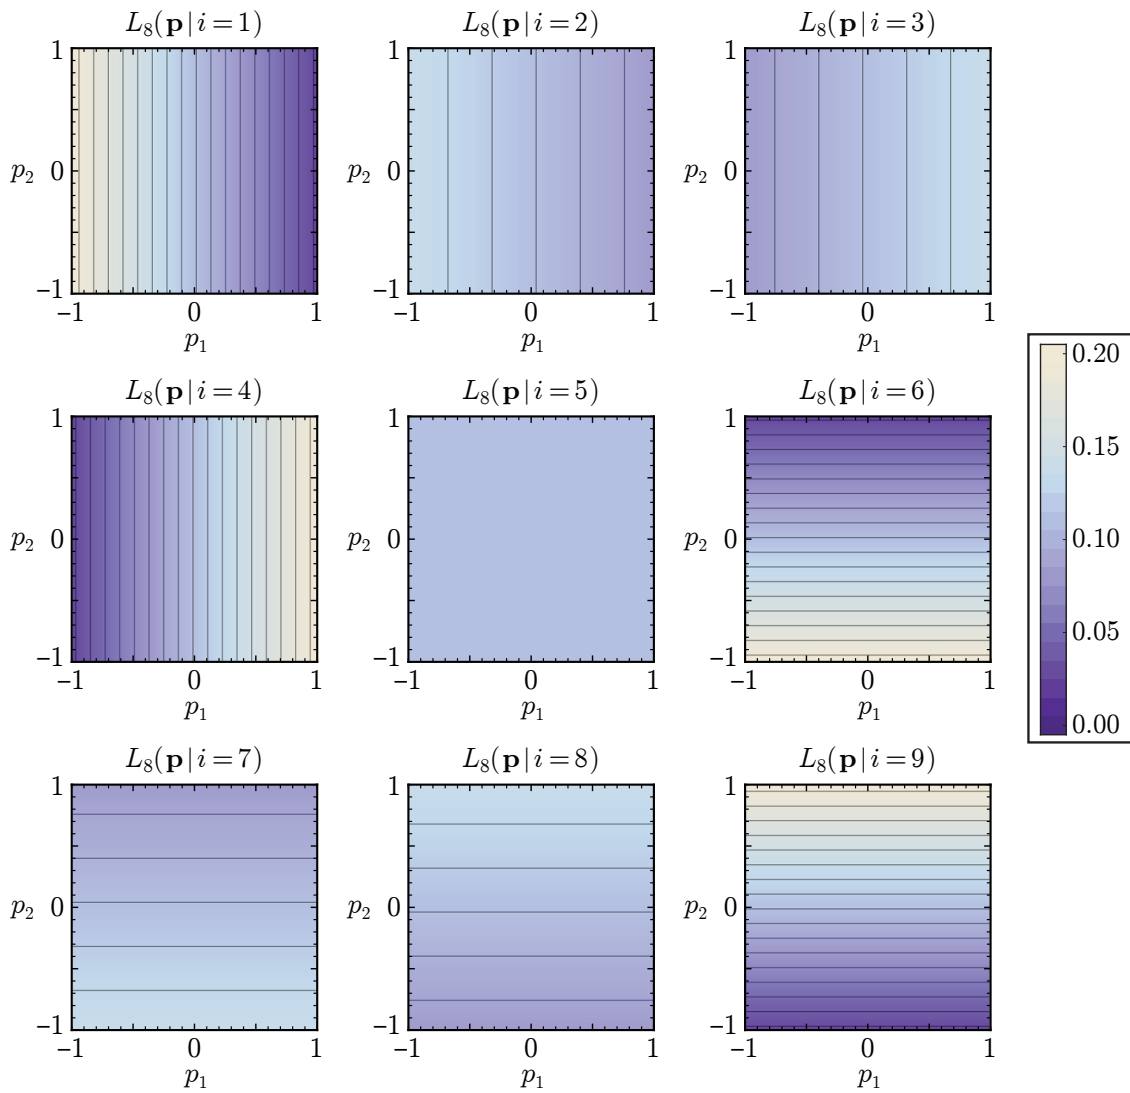 L₈(𝐩|i=1) L₈(𝐩|i=2) L₈(𝐩|i=3)
1 1 1
p₂ 0 p₂ 0 p₂ 0
−1 −1 −1
−1 0 1 −1 0 1 −1 0 1
p₁ p₁ p₁
L₈(𝐩|i=4) L₈(𝐩|i=5) L₈(𝐩|i=6)
1 1 1
p₂ 0 p₂ 0 p₂ 0
−1 −1 −1
−1 0 1 −1 0 1 −1 0 1
p₁ p₁ p₁
0.20
0.15
0.10
0.05
0.00
L₈(𝐩|i=7) L₈(𝐩|i=8) L₈(𝐩|i=9)
1 1 1
p₂ 0 p₂ 0 p₂ 0
−1 −1 −1
−1 0 1 −1 0 1 −1 0 1
p₁ p₁ p₁